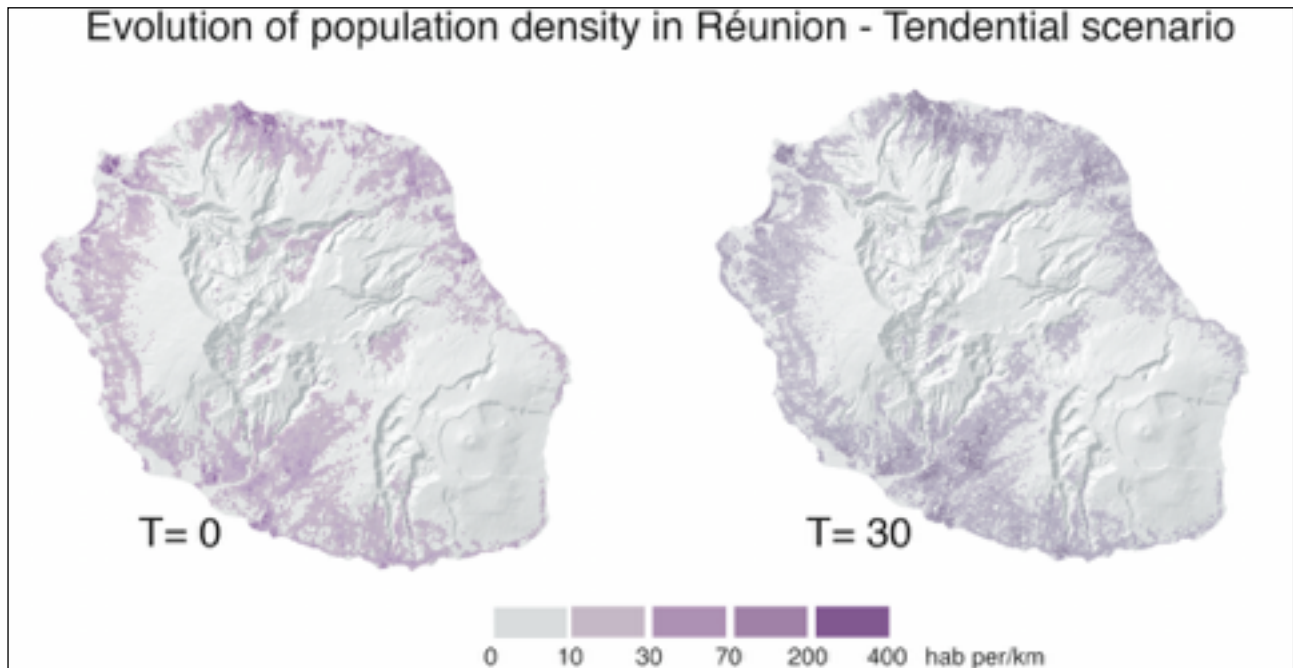 Evolution of population density in Réunion - Tendential scenario
T= 0
T= 30
0 10 30 70 200 400 hab per/km